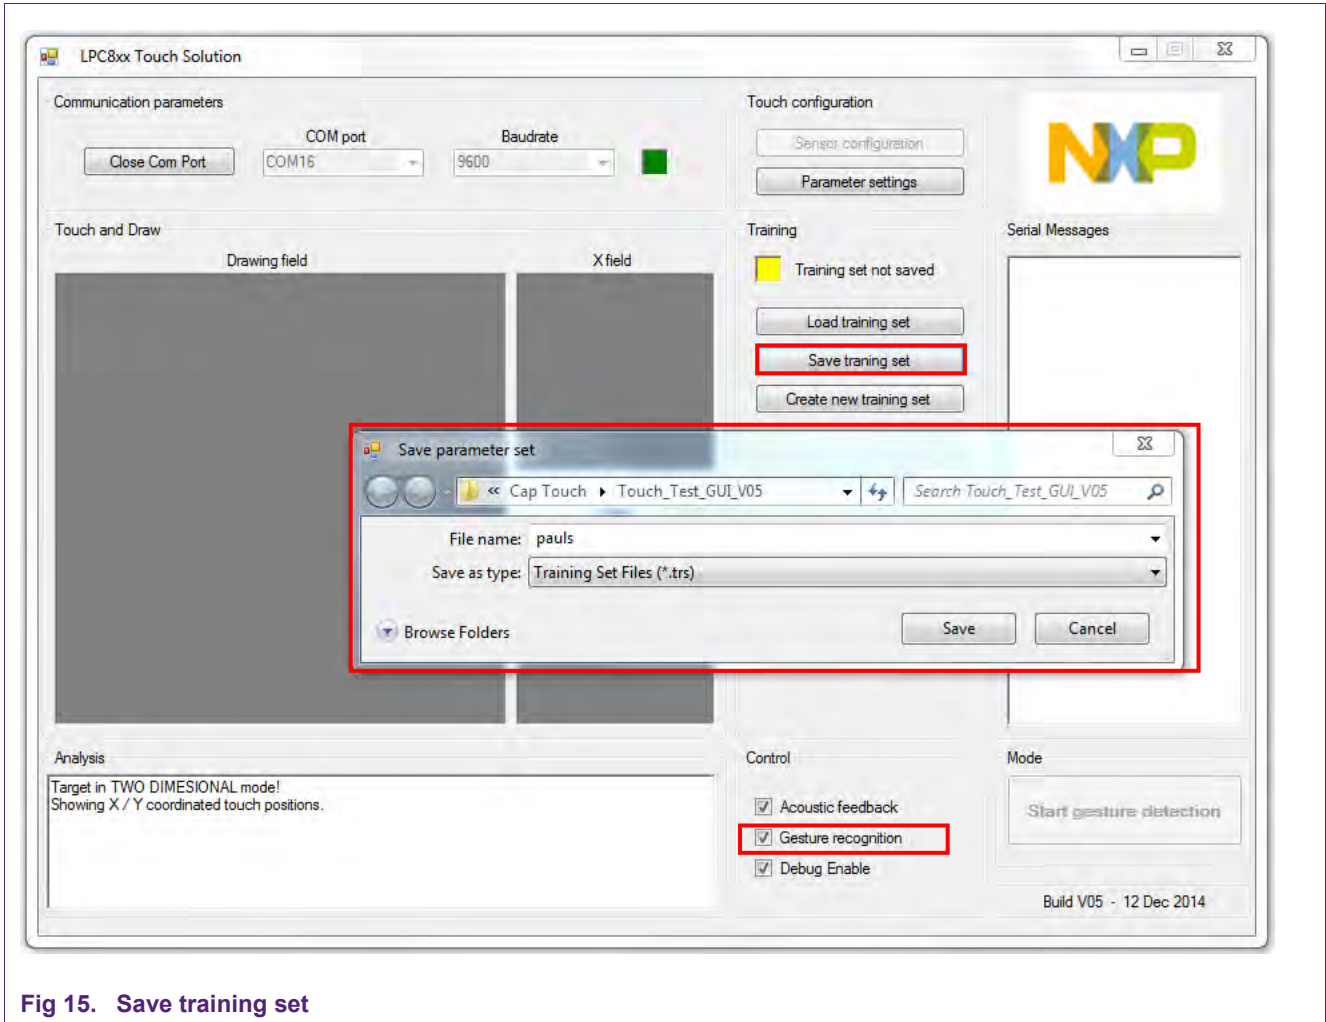 LPC8xx Touch Solution
Communication parameters
COM port
Baudrate
Close Com Port
COM16
9600
Touch configuration
Sensor configuration
Parameter settings
NXP
Touch and Draw
Drawing field
X field
Training
Training set not saved
Load training set
Save traning set
Create new training set
Serial Messages
Save parameter set
« Cap Touch ▸ Touch_Test_GUI_V05
Search Touch_Test_GUI_V05
File name: pauls
Save as type: Training Set Files (*.trs)
Browse Folders
Save
Cancel
Analysis
Target in TWO DIMESIONAL mode!
Showing X / Y coordinated touch positions.
Control
Acoustic feedback
Gesture recognition
Debug Enable
Mode
Start gesture detection
Build V05 - 12 Dec 2014
Fig 15. Save training set